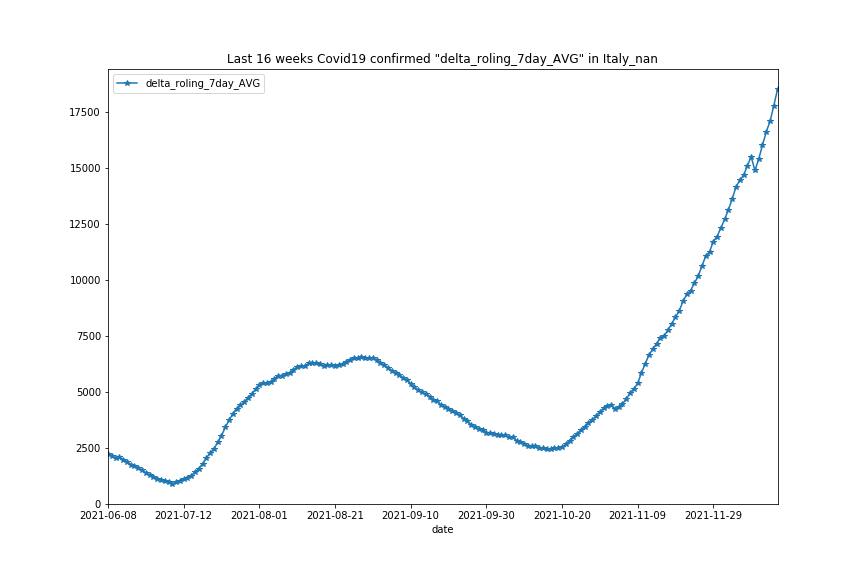 Last 16 weeks Covid19 confirmed "delta_roling_7day_AVG" in Italy_nan
delta_roling_7day_AVG
17500
15000
12500
10000
7500
5000
2500
0
2021-06-08 2021-07-12 2021-08-01 2021-08-21 2021-09-10 2021-09-30 2021-10-20 2021-11-09 2021-11-29
date